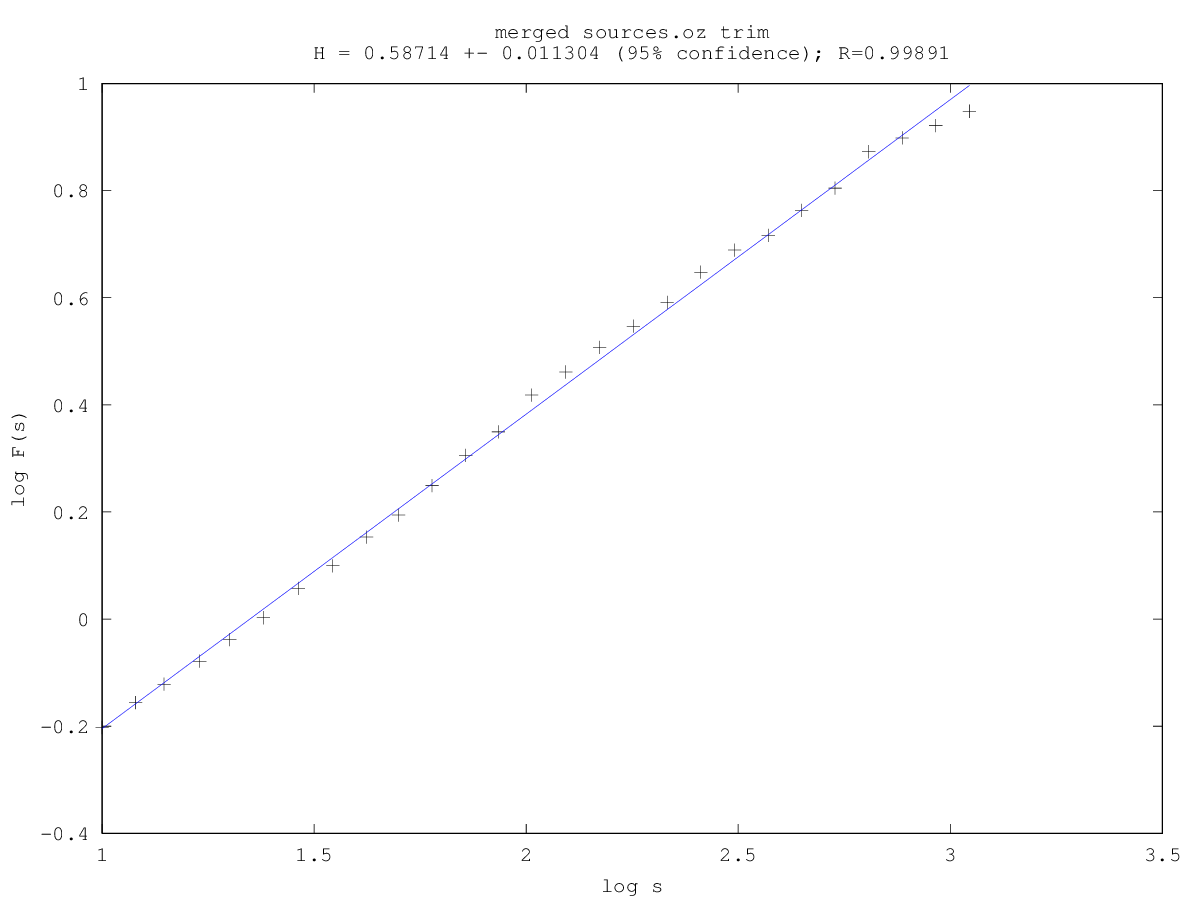 merged sources.oz trim
H = 0.58714 +- 0.011304 (95% confidence); R=0.99891
1
0.8
0.6
0.4
0.2
0
-0.2
-0.4
log F(s)
1 1.5 2 2.5 3 3.5
log s